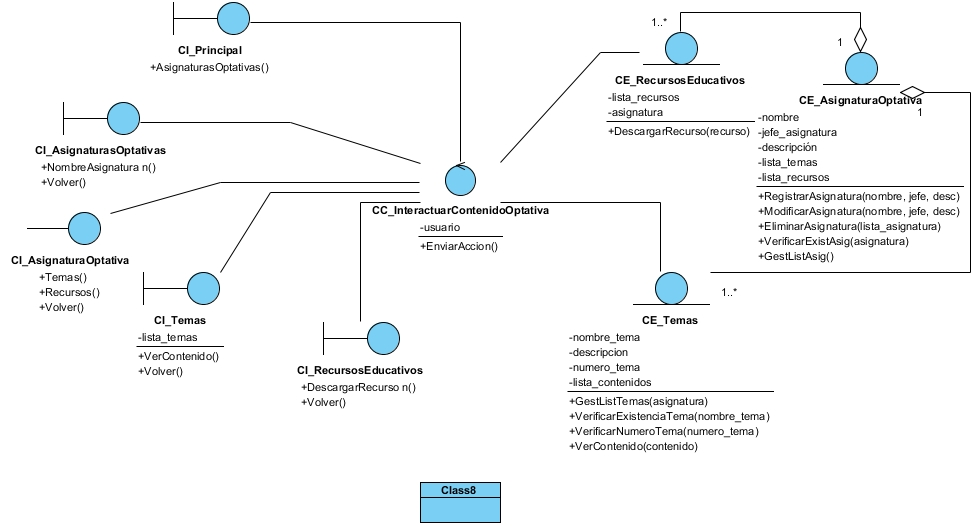 CI_Principal
+AsignaturasOptativas()
CI_AsignaturasOptativas
+NombreAsignatura n()
+Volver()
CI_AsignaturaOptativa
+Temas()
+Recursos()
+Volver()
CI_Temas
-lista_temas
+VerContenido()
+Volver()
CI_RecursosEducativos
+DescargarRecurso n()
+Volver()
CC_InteractuarContenidoOptativa
-usuario
+EnviarAccion()
1..*
CE_RecursosEducativos
-lista_recursos
-asignatura
+DescargarRecurso(recurso)
1
CE_AsignaturaOptativa
1
-nombre
-jefe_asignatura
-descripción
-lista_temas
-lista_recursos
+RegistrarAsignatura(nombre, jefe, desc)
+ModificarAsignatura(nombre, jefe, desc)
+EliminarAsignatura(lista_asignatura)
+VerificarExistAsig(asignatura)
+GestListAsig()
1..*
CE_Temas
-nombre_tema
-descripcion
-numero_tema
-lista_contenidos
+GestListTemas(asignatura)
+VerificarExistenciaTema(nombre_tema)
+VerificarNumeroTema(numero_tema)
+VerContenido(contenido)
Class8